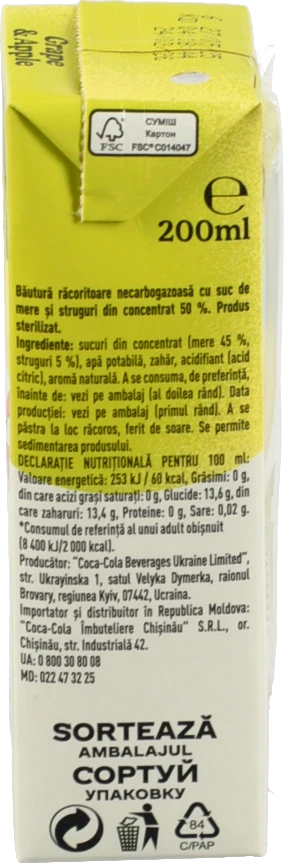 Grape
& Apple
FSC
СУМІШ
Картон
FSC® C014047
e
200ml
Băutură răcoritoare necarbogazoasă cu suc de
mere și struguri din concentrat 50 %. Produs
sterilizat.
Ingrediente: sucuri din concentrat (mere 45 %,
struguri 5 %), apă potabilă, zahăr, acidifiant (acid
citric), aromă naturală. A se consuma, de preferință,
înainte de: vezi pe ambalaj (al doilea rând). Data
producției: vezi pe ambalaj (primul rând). A se
păstra la loc răcoros, ferit de soare. Se permite
sedimentarea produsului.
DECLARAȚIE NUTRIȚIONALĂ PENTRU 100 ml:
Valoare energetică: 253 kJ / 60 kcal, Grăsimi: 0 g,
din care acizi grași saturați: 0 g, Glucide: 13,6 g, din
care zaharuri: 13,4 g, Proteine: 0 g, Sare: 0,02 g.
*Consumul de referință al unui adult obișnuit
(8 400 kJ/2 000 kcal).
Producător: "Coca-Cola Beverages Ukraine Limited",
str. Ukrayinska 1, satul Velyka Dymerka, raionul
Brovary, regiunea Kyiv, 07442, Ucraina.
Importator și distribuitor în Republica Moldova:
"Coca-Cola Îmbuteliere Chișinău" S.R.L., or.
Chișinău, str. Industrială 42.
UA: 0 800 30 80 08
MD: 022 47 32 25
SORTEAZĂ
AMBALAJUL
СОРТУЙ
УПАКОВКУ
84
C/PAP